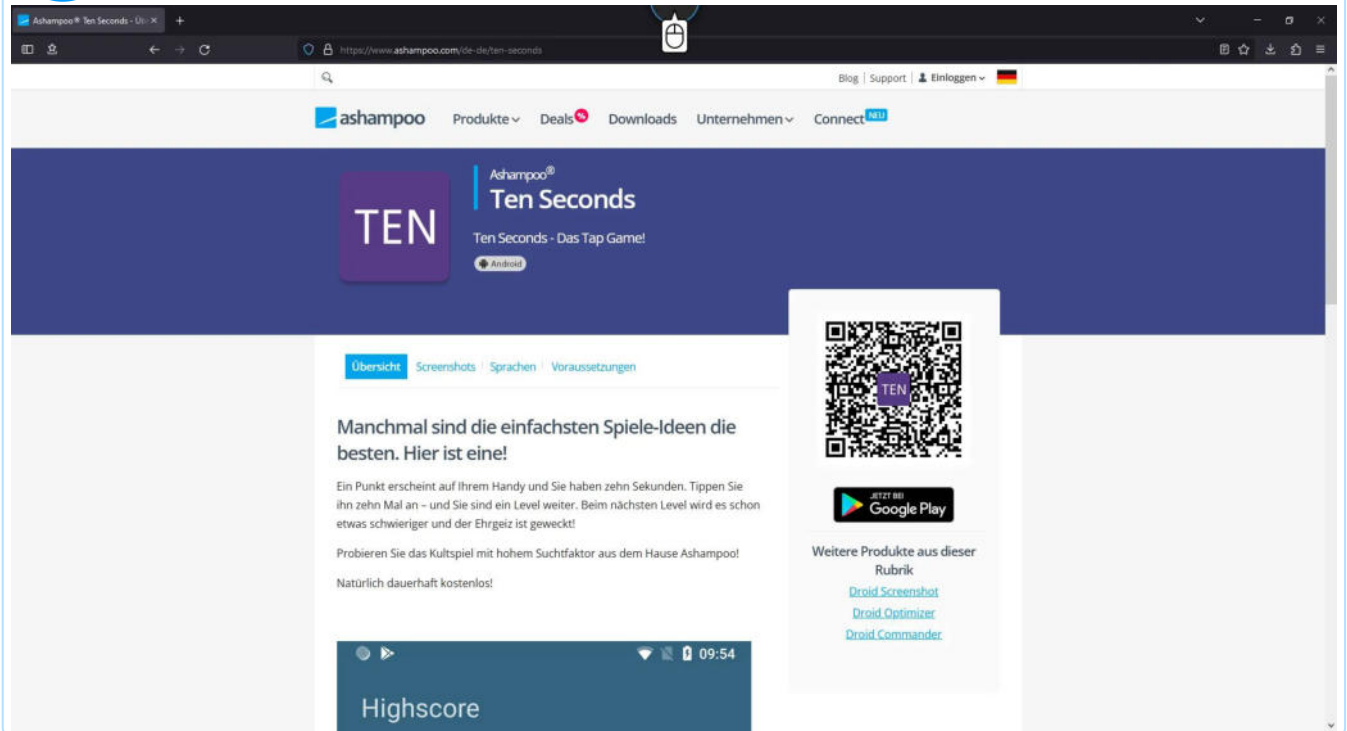 Ashampoo® Ten Seconds - Üb
https://www.ashampoo.com/de-de/ten-seconds
Blog | Support | Einloggen
ashampoo Produkte Deals % Downloads Unternehmen Connect NEU
TEN
Ashampoo®
Ten Seconds
Ten Seconds - Das Tap Game!
Android
Übersicht Screenshots Sprachen Voraussetzungen
Manchmal sind die einfachsten Spiele-Ideen die
besten. Hier ist eine!
Ein Punkt erscheint auf Ihrem Handy und Sie haben zehn Sekunden. Tippen Sie
ihn zehn Mal an – und Sie sind ein Level weiter. Beim nächsten Level wird es schon
etwas schwieriger und der Ehrgeiz ist geweckt!
Probieren Sie das Kultspiel mit hohem Suchtfaktor aus dem Hause Ashampoo!
Natürlich dauerhaft kostenlos!
09:54
Highscore
TEN
JETZT BEI
Google Play
Weitere Produkte aus dieser
Rubrik
Droid Screenshot
Droid Optimizer
Droid Commander